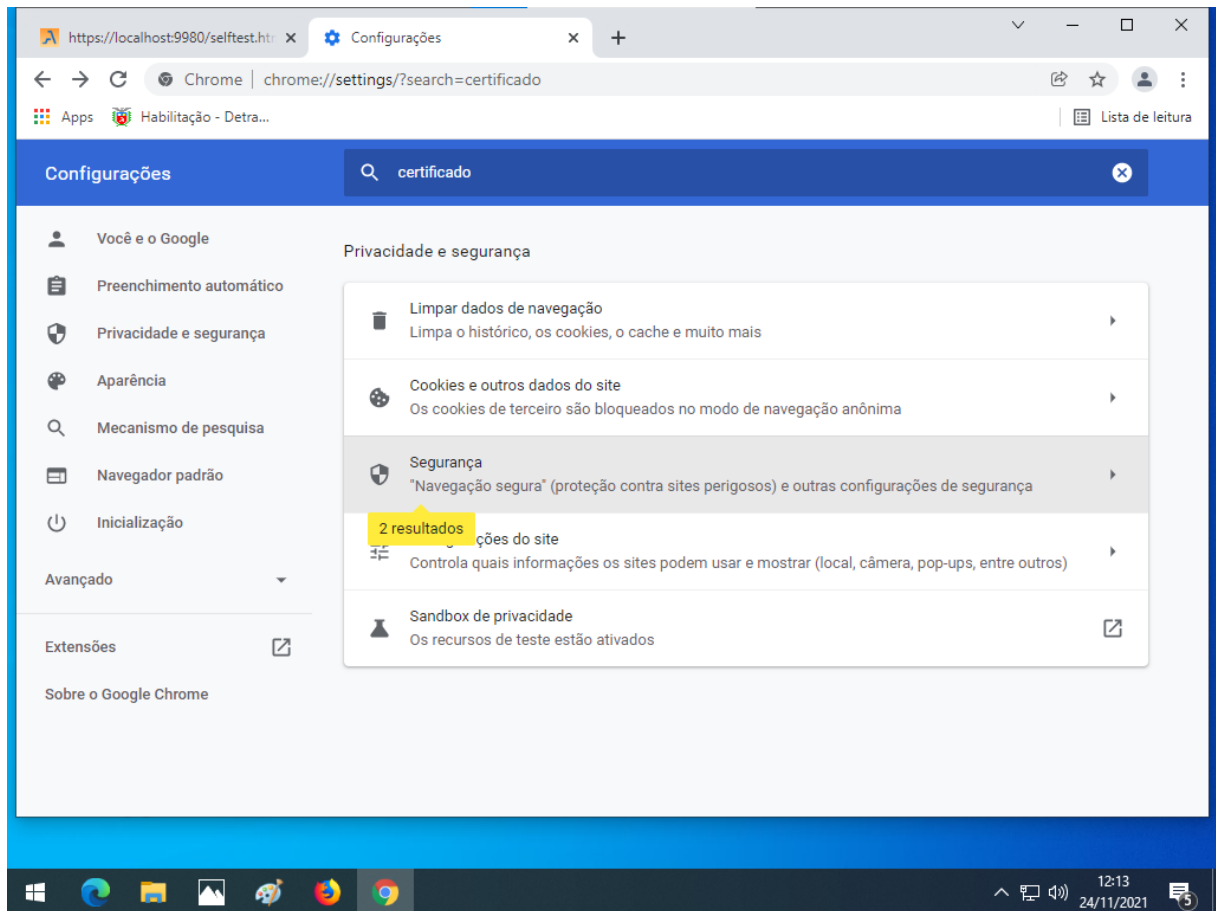 https://localhost:9980/selftest.htr
Configurações
Chrome | chrome://settings/?search=certificado
Apps Habilitação - Detra... Lista de leitura
Configurações
certificado
Você e o Google
Preenchimento automático
Privacidade e segurança
Aparência
Mecanismo de pesquisa
Navegador padrão
Inicialização
Avançado
Extensões
Sobre o Google Chrome
Privacidade e segurança
Limpar dados de navegação
Limpa o histórico, os cookies, o cache e muito mais
Cookies e outros dados do site
Os cookies de terceiro são bloqueados no modo de navegação anônima
Segurança
"Navegação segura" (proteção contra sites perigosos) e outras configurações de segurança
2 resultados
ções do site
Controla quais informações os sites podem usar e mostrar (local, câmera, pop-ups, entre outros)
Sandbox de privacidade
Os recursos de teste estão ativados
12:13
24/11/2021
5